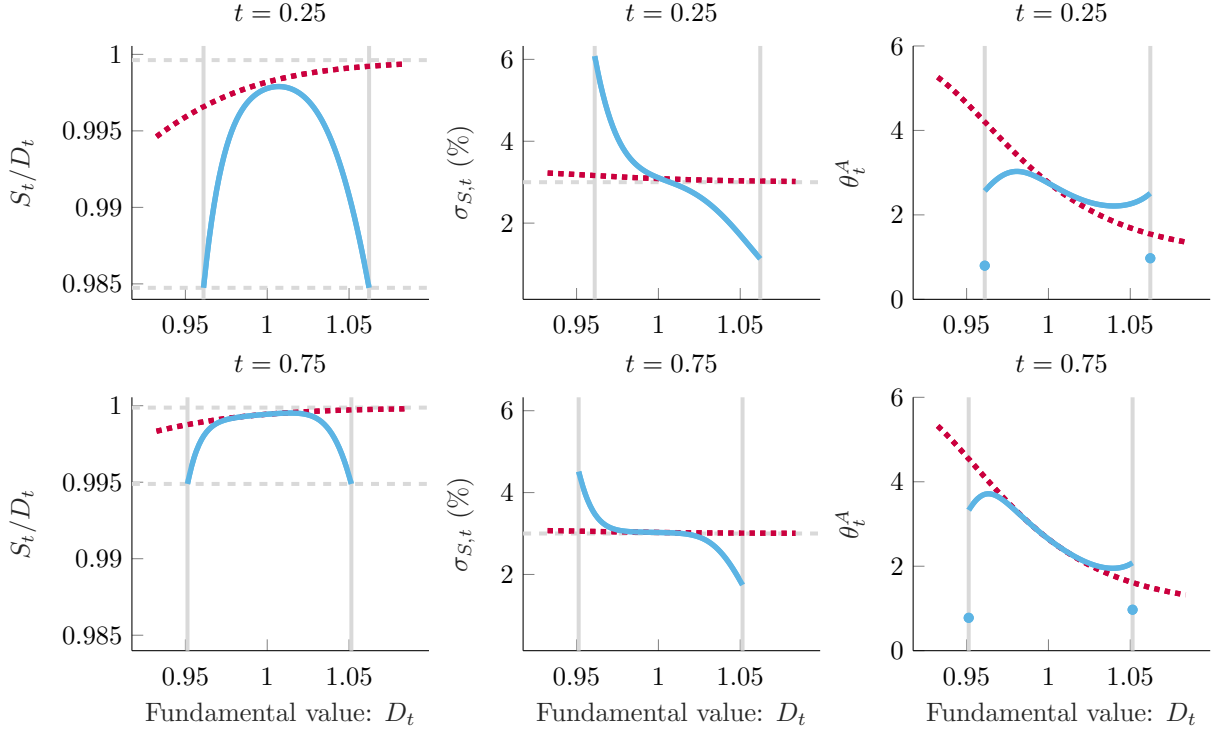 t = 0.25
1
0.995
0.99
0.985
S_t/D_t
0.95 1 1.05
t = 0.25
6
4
2
σ_{S,t} (%)
0.95 1 1.05
t = 0.25
6
4
2
0
θ_t^A
0.95 1 1.05
t = 0.75
1
0.995
0.99
0.985
S_t/D_t
0.95 1 1.05
Fundamental value: D_t
t = 0.75
6
4
2
σ_{S,t} (%)
0.95 1 1.05
Fundamental value: D_t
t = 0.75
6
4
2
0
θ_t^A
0.95 1 1.05
Fundamental value: D_t